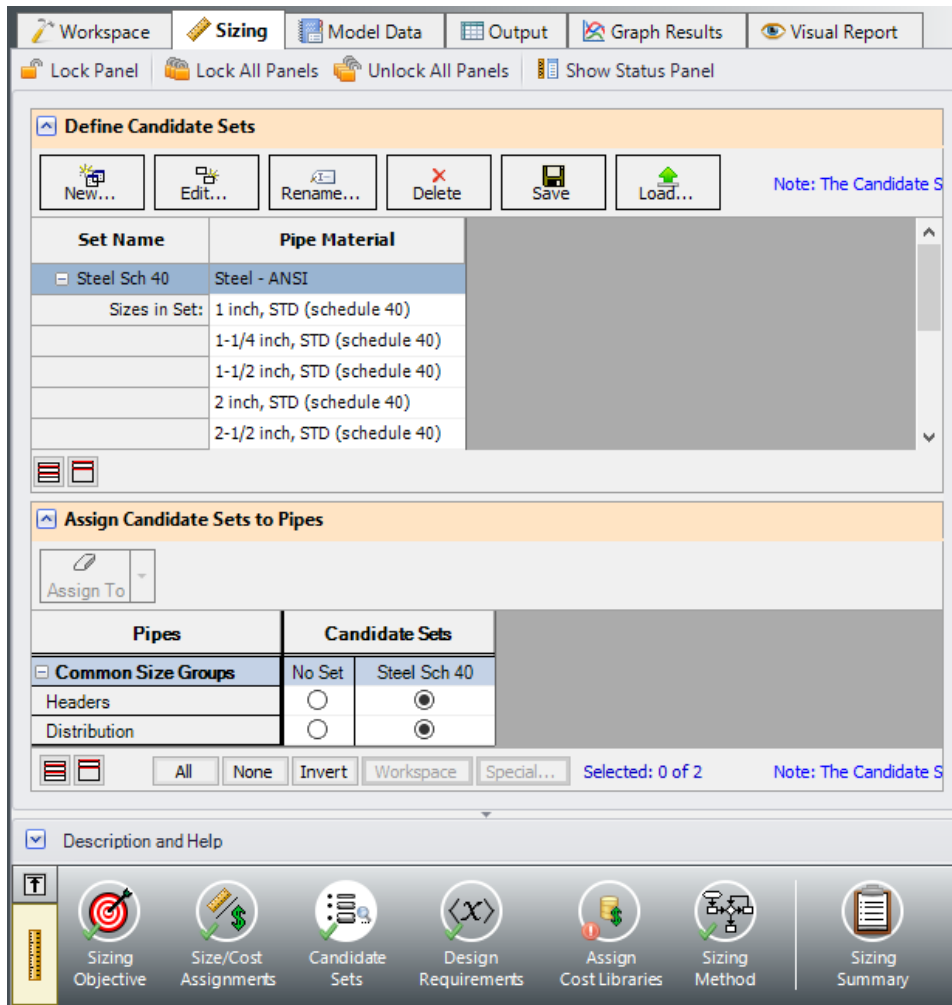 Workspace Sizing Model Data Output Graph Results Visual Report
Lock Panel Lock All Panels Unlock All Panels Show Status Panel
Define Candidate Sets
New... Edit... Rename... Delete Save Load... Note: The Candidate S
Set Name Pipe Material
Steel Sch 40 Steel - ANSI
Sizes in Set: 1 inch, STD (schedule 40)
1-1/4 inch, STD (schedule 40)
1-1/2 inch, STD (schedule 40)
2 inch, STD (schedule 40)
2-1/2 inch, STD (schedule 40)
Assign Candidate Sets to Pipes
Assign To
Pipes Candidate Sets
Common Size Groups No Set Steel Sch 40
Headers
Distribution
All None Invert Workspace Special... Selected: 0 of 2 Note: The Candidate S
Description and Help
Sizing Size/Cost Candidate Design Assign Sizing Sizing
Objective Assignments Sets Requirements Cost Libraries Method Summary